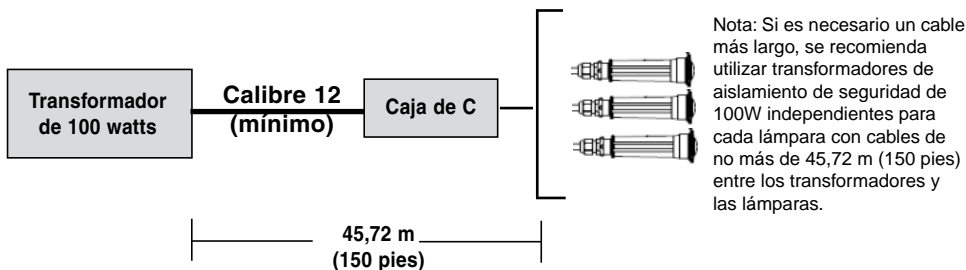 Transformador
de 100 watts
Calibre 12
(mínimo)
Caja de C
45,72 m
(150 pies)
Nota: Si es necesario un cable
más largo, se recomienda
utilizar transformadores de
aislamiento de seguridad de
100W independientes para
cada lámpara con cables de
no más de 45,72 m (150 pies)
entre los transformadores y
las lámparas.